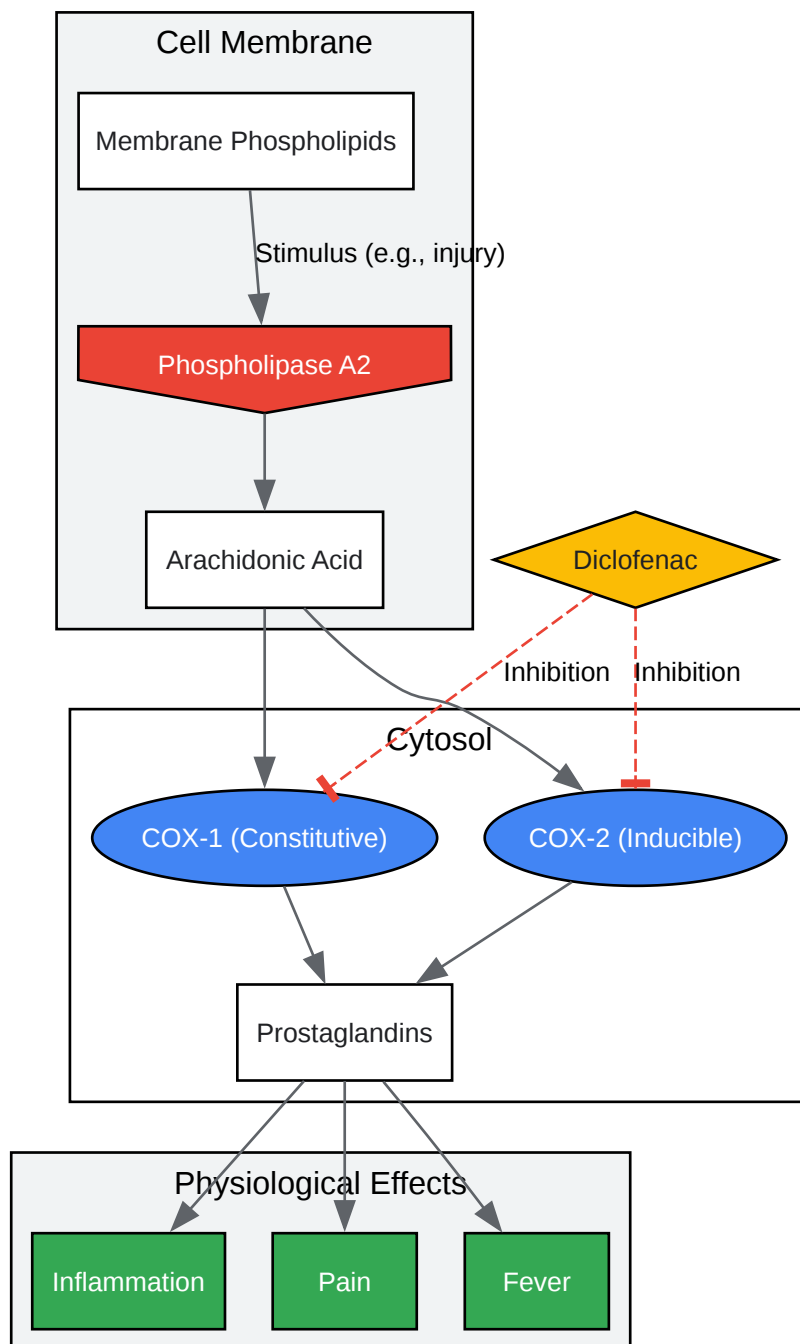 Cell Membrane
Membrane Phospholipids
Stimulus (e.g., injury)
Phospholipase A2
Arachidonic Acid
Diclofenac
Inhibition
Inhibition
Cytosol
COX-1 (Constitutive)
COX-2 (Inducible)
Prostaglandins
Physiological Effects
Inflammation
Pain
Fever